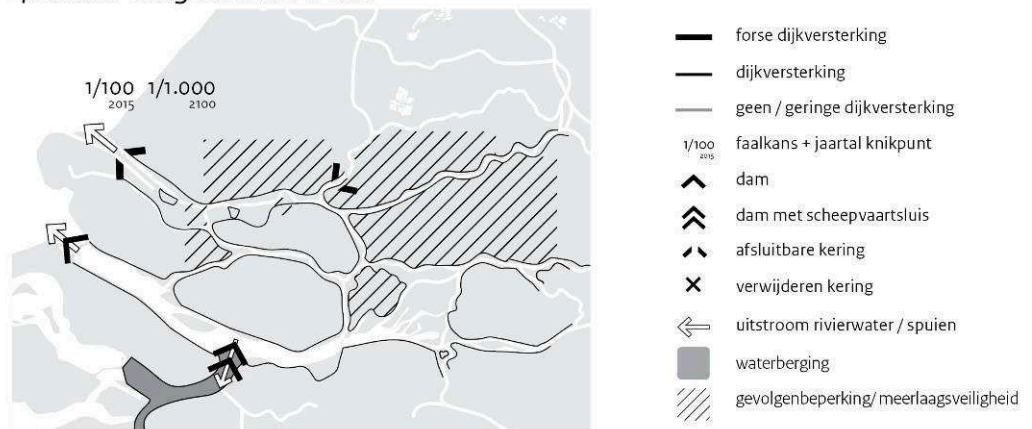 1/100 1/1.000
2015 2100
forse dijkversterking
dijkversterking
geen / geringe dijkversterking
1/100 faalkans + jaartal knikpunt
2015
dam
dam met scheepvaartsluis
afsluitbare kering
verwijderen kering
uitstroom rivierwater / spuien
waterberging
gevolgenbeperking/meerlaagsveiligheid